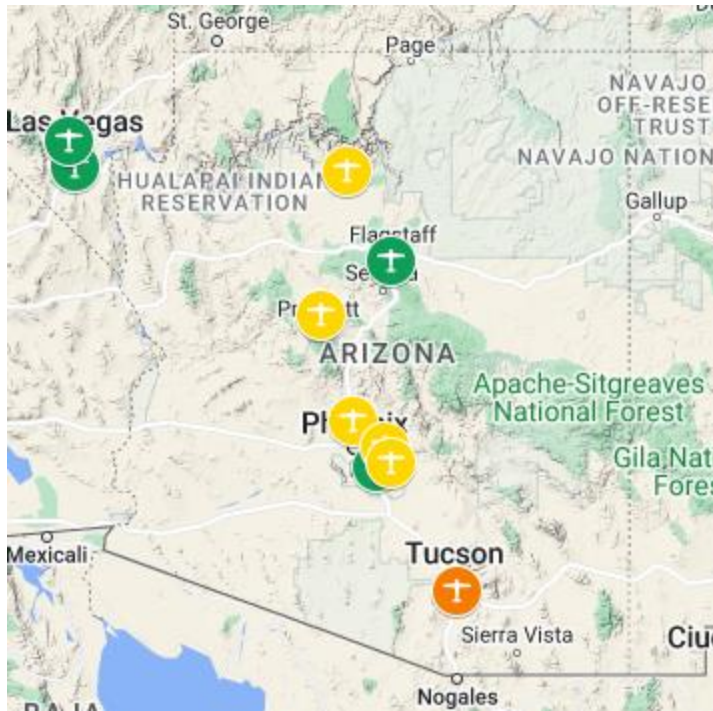 St. George
Page
NAVAJO
OFF-RESE
TRUST
Las Vegas
NAVAJO NATION
HUALAPAI INDIAN
RESERVATION
Gallup
Flagstaff
ARIZONA
Apache-Sitgreaves
National Forest
Gila Nat
Fores
Mexicali
Tucson
Sierra Vista
Ciu
Nogales